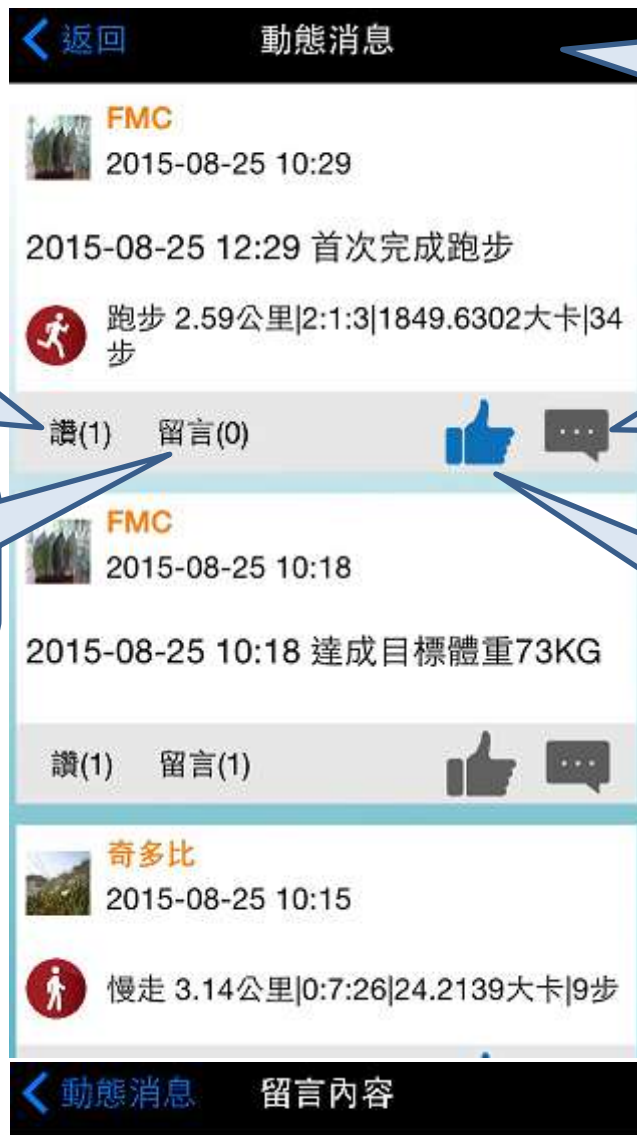 返回 動態消息
FMC
2015-08-25 10:29
2015-08-25 12:29 首次完成跑步
跑步 2.59公里|2:1:3|1849.6302大卡|34
步
讚(1) 留言(0)
FMC
2015-08-25 10:18
2015-08-25 10:18 達成目標體重73KG
讚(1) 留言(1)
奇多比
2015-08-25 10:15
慢走 3.14公里|0:7:26|24.2139大卡|9步
動態消息 留言內容